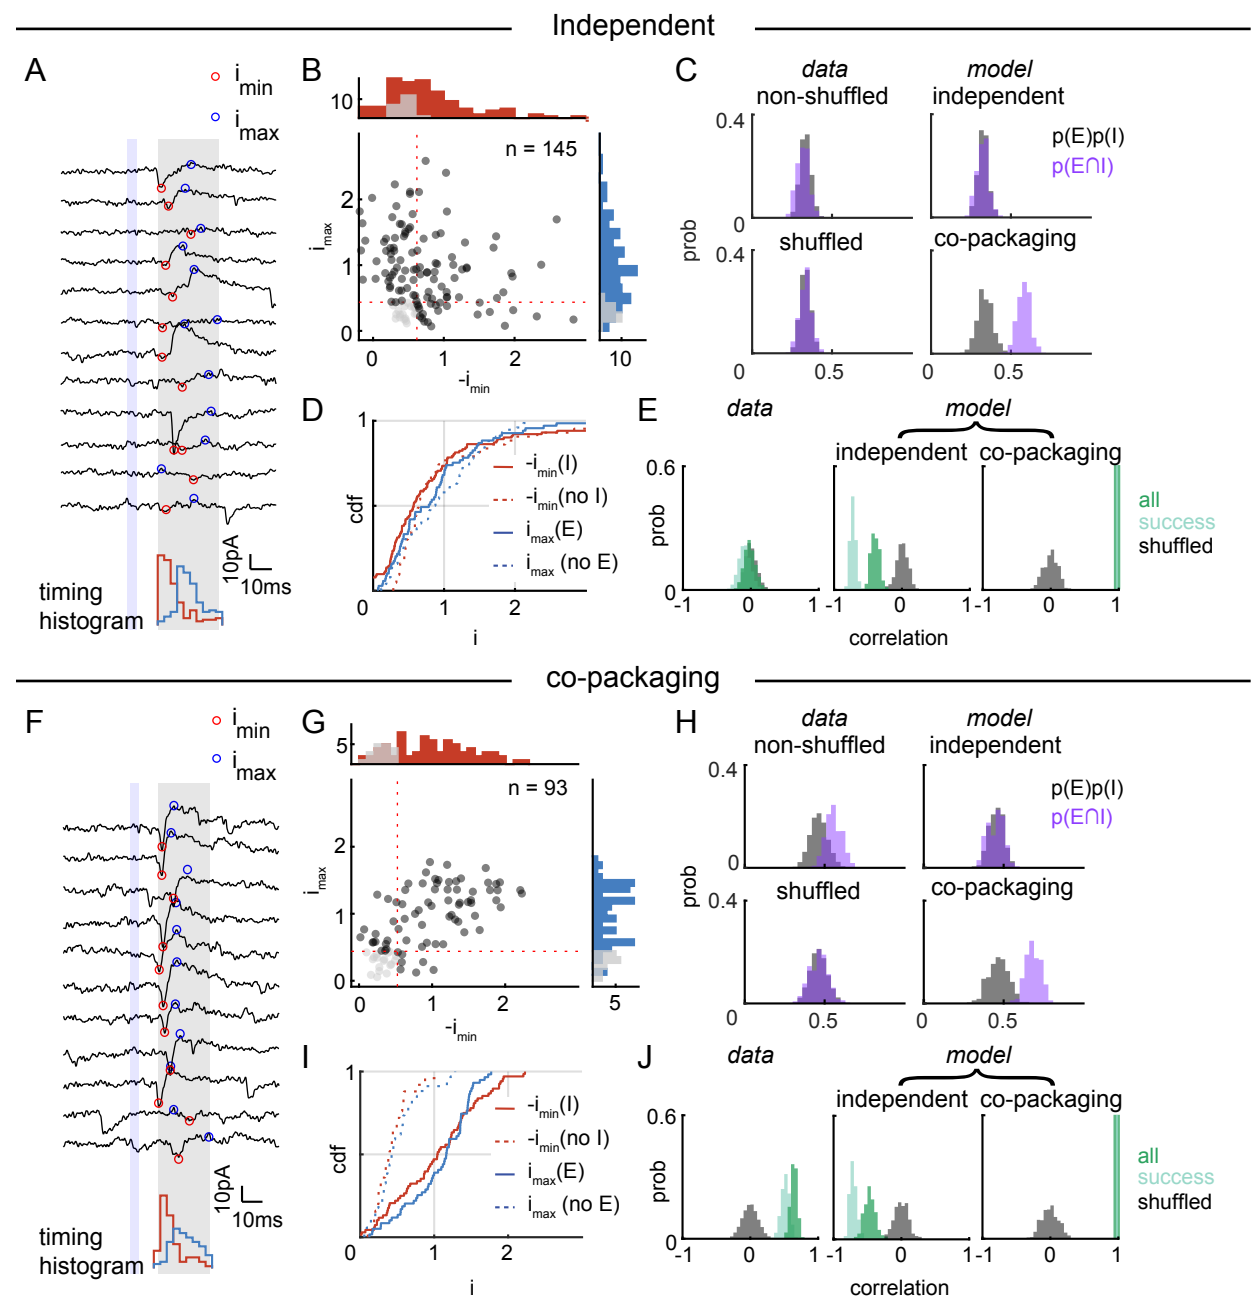 Independent
A
i_min
i_max
10pA
10ms
timing
histogram
B
10
n = 145
i_max
2
1
0
0
1
2
-i_min
10
C
data
non-shuffled
model
independent
0.4
p(E)p(I)
p(E∩I)
0
prob
shuffled
co-packaging
0.4
0
0.5
0.5
D
1
cdf
-i_min(I)
-i_min(no I)
i_max(E)
i_max (no E)
0
1
2
i
E
data
model
independent
co-packaging
0.6
prob
all
success
shuffled
0
-1
0
1
0
1
-1
0
1
correlation
co-packaging
F
i_min
i_max
10pA
10ms
timing
histogram
G
5
n = 93
i_max
2
1
0
0
1
2
-i_min
5
H
data
non-shuffled
model
independent
0.4
p(E)p(I)
p(E∩I)
0
prob
shuffled
co-packaging
0.4
0
0.5
0.5
I
1
cdf
-i_min(I)
-i_min(no I)
i_max(E)
i_max (no E)
0
0
1
2
i
J
data
model
independent
co-packaging
0.6
prob
all
success
shuffled
0
-1
0
1
-1
0
1
-1
0
1
correlation